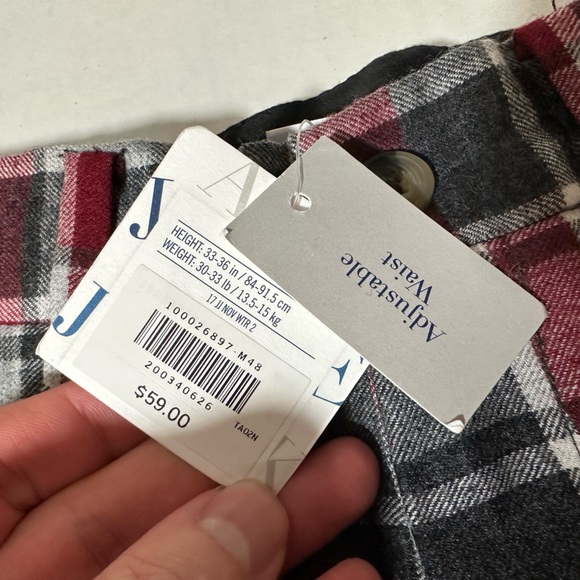 A
J
HEIGHT: 33-36 in / 84-91.5 cm
WEIGHT: 30-33 lb / 13.5-15 kg
17 JJ NOV WTR 2
J
100026897-M48
200340626
TA02N
$59.00
E
K
Adjustable
Waist